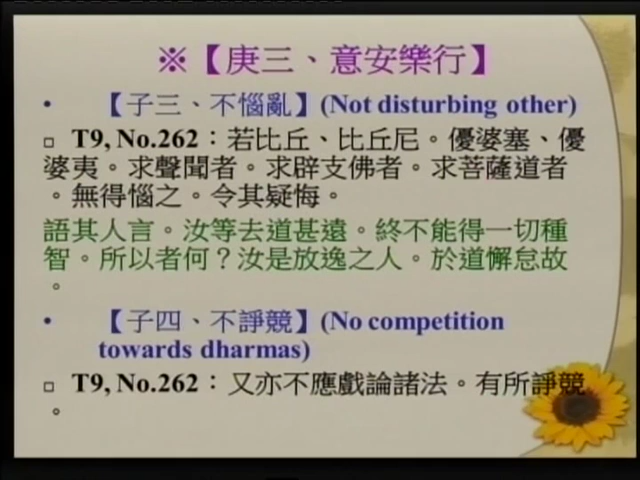 ※【庚三、意安樂行】
• 【子三、不惱亂】(Not disturbing other)
□ T9, No.262：若比丘、比丘尼。優婆塞、優
婆夷。求聲聞者。求辟支佛者。求菩薩道者
。無得惱之。令其疑悔。
語其人言。汝等去道甚遠。終不能得一切種
智。所以者何？汝是放逸之人。於道懈怠故
。
• 【子四、不諍競】(No competition
towards dharmas)
□ T9, No.262：又亦不應戲論諸法。有所諍競
。